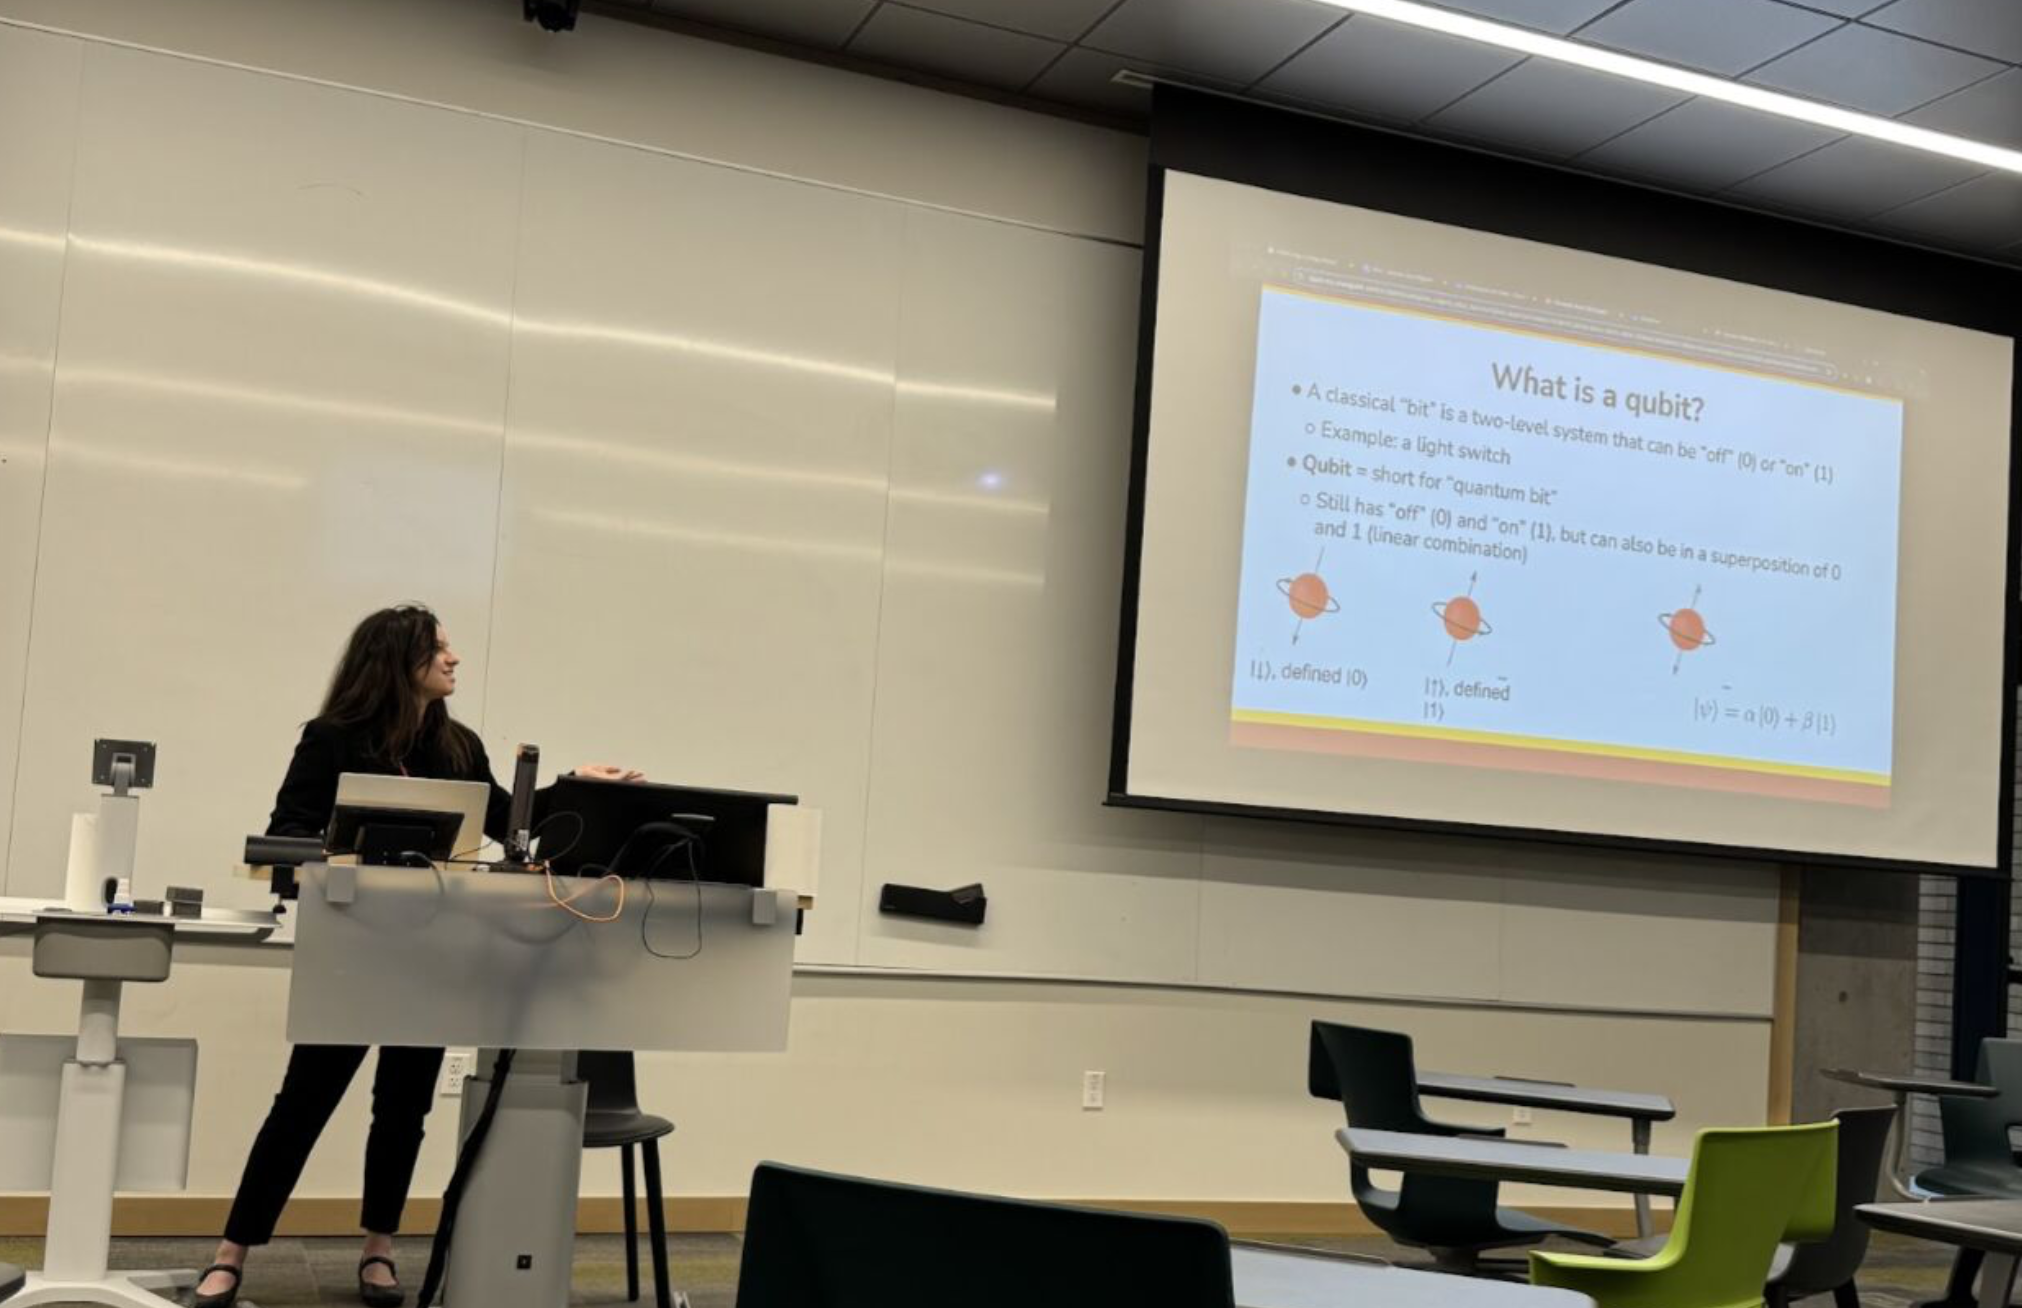 What is a qubit?
• A classical "bit" is a two-level system that can be "off" (0) or "on" (1)
○ Example: a light switch
• Qubit = short for "quantum bit"
○ Still has "off" (0) and "on" (1), but can also be in a superposition of 0
and 1 (linear combination)
|↓⟩, defined |0⟩
|↑⟩, defined
|1⟩
|ψ⟩ = α|0⟩ + β|1⟩